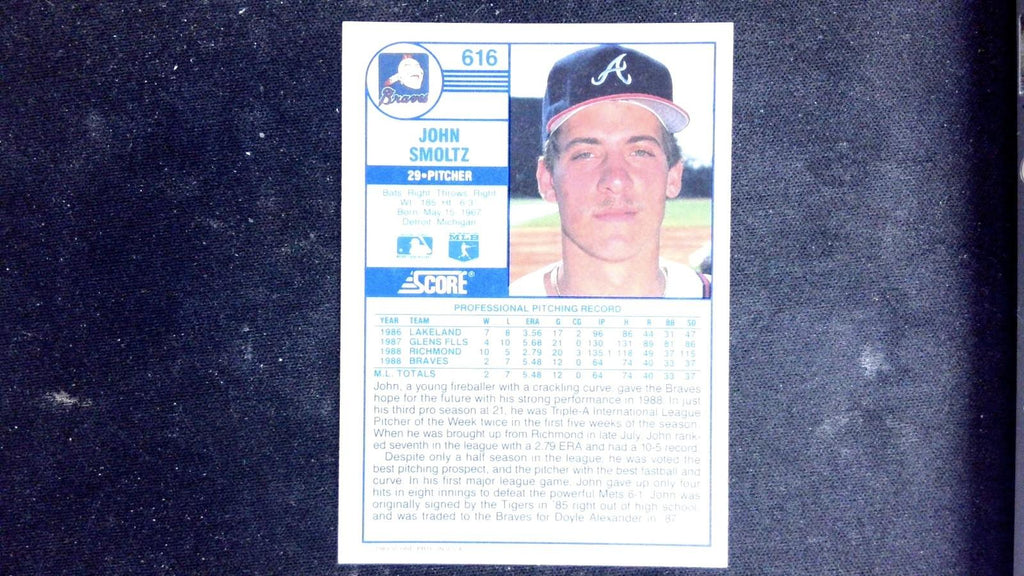 616
Braves
JOHN
SMOLTZ
29•PITCHER
Bats: Right Throws: Right
Wt: 185 Ht: 6'3"
Born: May 15, 1967
Detroit, Michigan
MLB
SCORE®
A
PROFESSIONAL PITCHING RECORD
YEAR TEAM W L ERA G CG IP H R BB SO
1986 LAKELAND 7 8 3.56 17 2 96 86 44 31 47
1987 GLENS FLLS 4 10 5.68 21 0 130 131 89 81 86
1988 RICHMOND 10 5 2.79 20 3 135.1 118 49 37 115
1988 BRAVES 2 7 5.48 12 0 64 74 40 33 37
M.L. TOTALS 2 7 5.48 12 0 64 74 40 33 37
John, a young fireballer with a crackling curve, gave the Braves
hope for the future with his strong performance in 1988. In just
his third pro season at 21, he was Triple-A International League
Pitcher of the Week twice in the first five weeks of the season.
When he was brought up from Richmond in late July, John rank-
ed seventh in the league with a 2.79 ERA and had a 10-5 record.
Despite only a half season in the league, he was voted the
best pitching prospect, and the pitcher with the best fastball and
curve. In his first major league game, John gave up only four
hits in eight innings to defeat the powerful Mets 6-1. John was
originally signed by the Tigers in '85 right out of high school,
and was traded to the Braves for Doyle Alexander in '87.